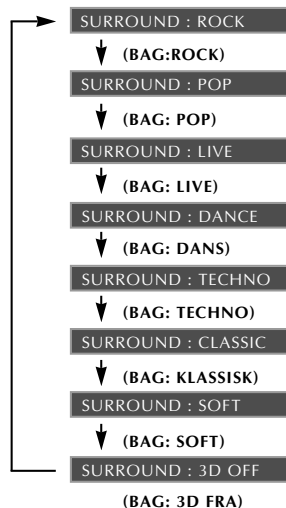 SURROUND : ROCK
(BAG:ROCK)
SURROUND : POP
(BAG: POP)
SURROUND : LIVE
(BAG: LIVE)
SURROUND : DANCE
(BAG: DANS)
SURROUND : TECHNO
(BAG: TECHNO)
SURROUND : CLASSIC
(BAG: KLASSISK)
SURROUND : SOFT
(BAG: SOFT)
SURROUND : 3D OFF
(BAG: 3D FRA)